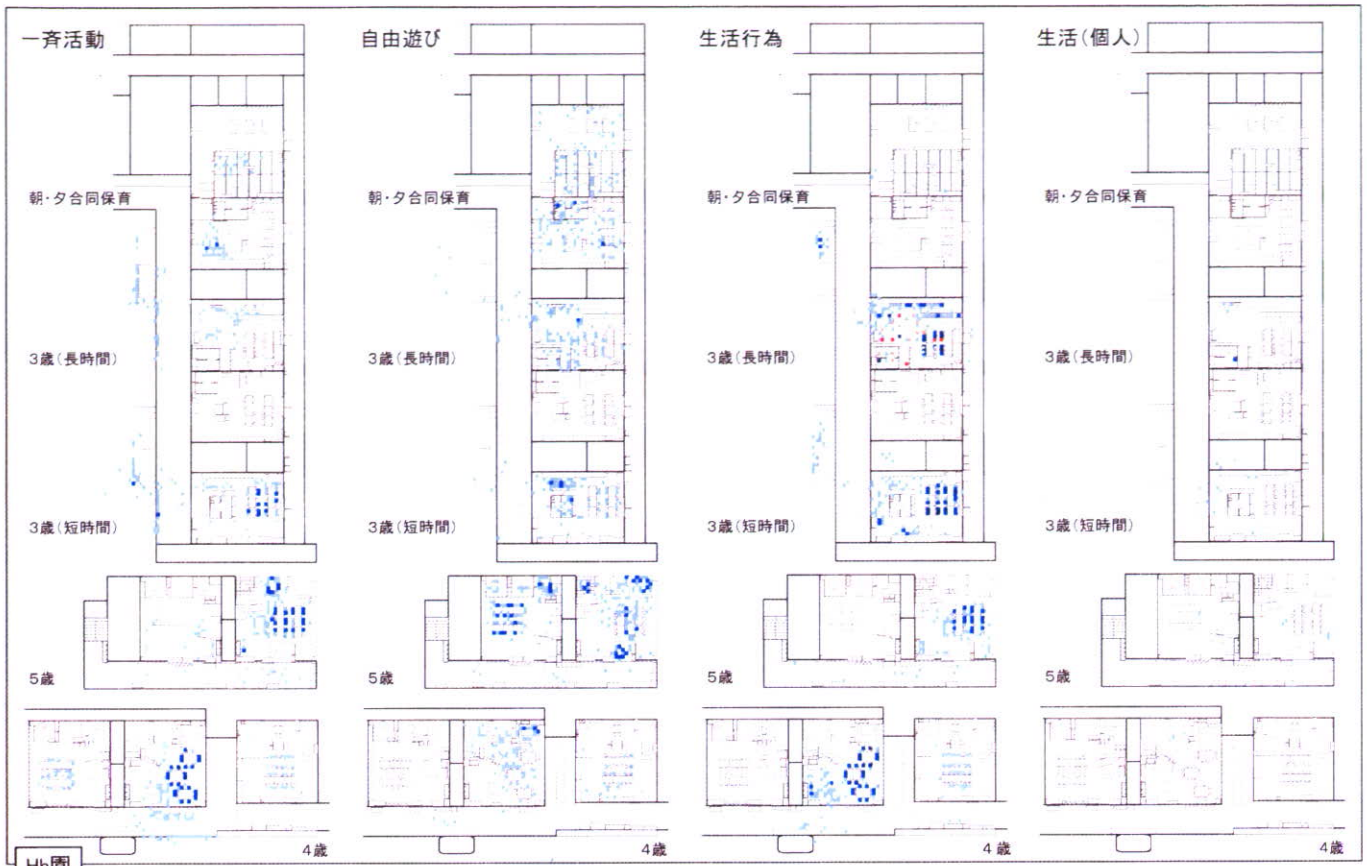 一斉活動
朝・夕合同保育
3歳(長時間)
3歳(短時間)
5歳
4歳
自由遊び
朝・夕合同保育
3歳(長時間)
3歳(短時間)
5歳
4歳
生活行為
朝・夕合同保育
3歳(長時間)
3歳(短時間)
5歳
4歳
生活(個人)
朝・夕合同保育
3歳(長時間)
3歳(短時間)
5歳
4歳
Hh園